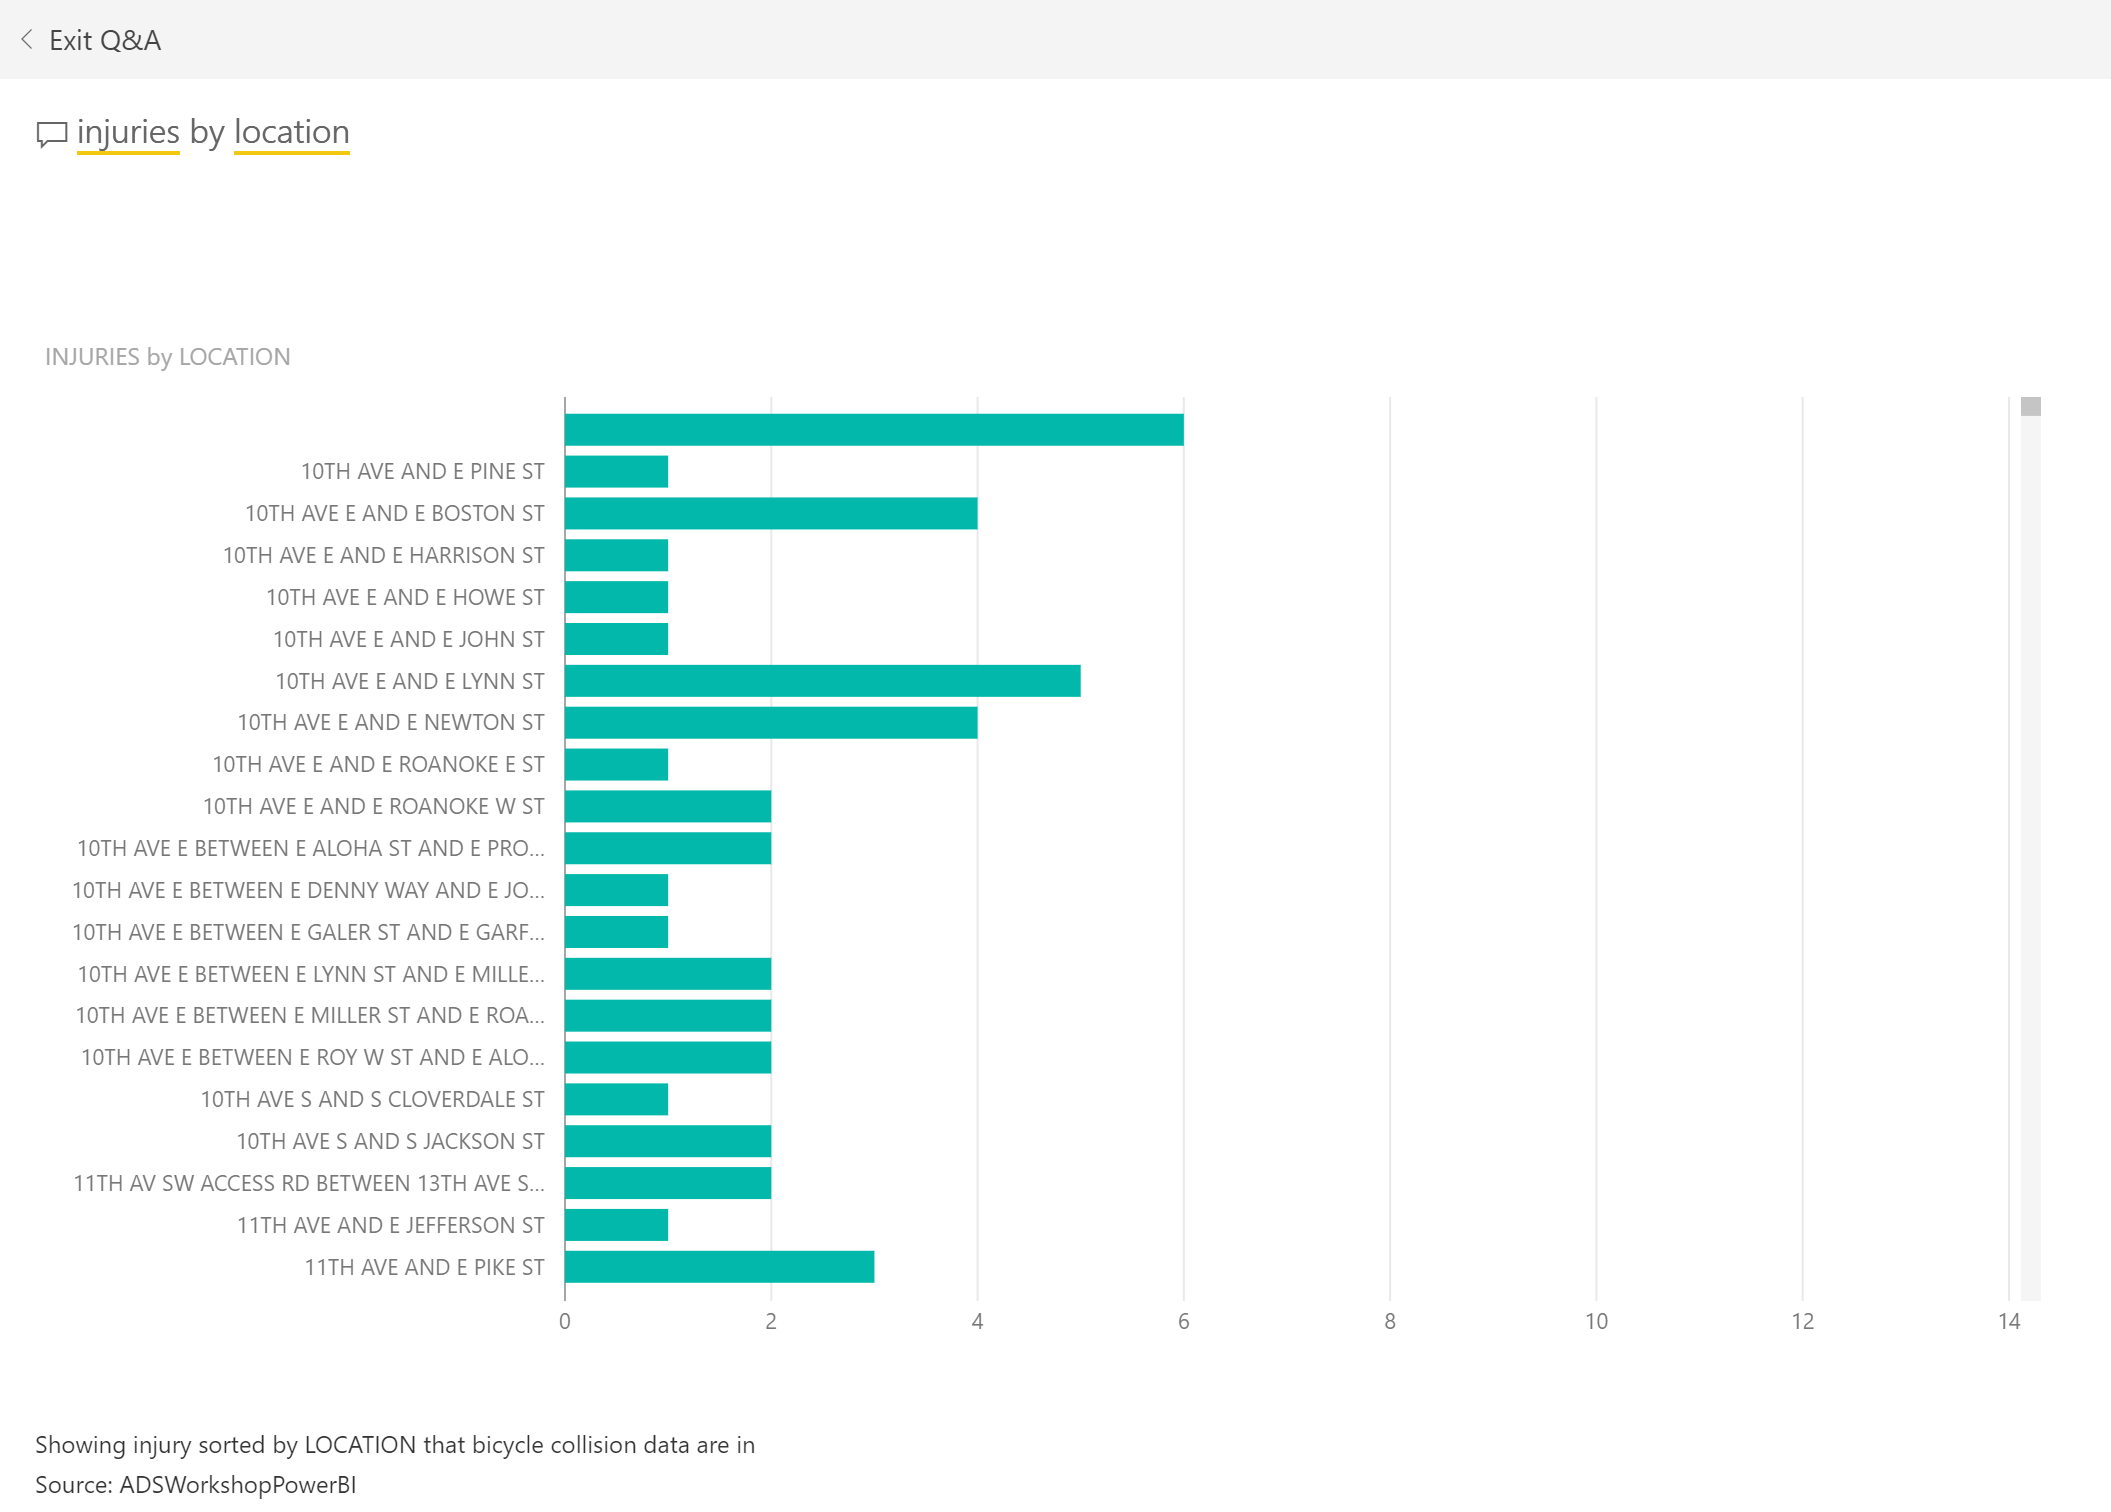 Exit Q&A
injuries by location
INJURIES by LOCATION
10TH AVE AND E PINE ST
10TH AVE E AND E BOSTON ST
10TH AVE E AND E HARRISON ST
10TH AVE E AND E HOWE ST
10TH AVE E AND E JOHN ST
10TH AVE E AND E LYNN ST
10TH AVE E AND E NEWTON ST
10TH AVE E AND E ROANOKE E ST
10TH AVE E AND E ROANOKE W ST
10TH AVE E BETWEEN E ALOHA ST AND E PRO...
10TH AVE E BETWEEN E DENNY WAY AND E JO...
10TH AVE E BETWEEN E GALER ST AND E GARF...
10TH AVE E BETWEEN E LYNN ST AND E MILLE...
10TH AVE E BETWEEN E MILLER ST AND E ROA...
10TH AVE E BETWEEN E ROY W ST AND E ALO...
10TH AVE S AND S CLOVERDALE ST
10TH AVE S AND S JACKSON ST
11TH AV SW ACCESS RD BETWEEN 13TH AVE S...
11TH AVE AND E JEFFERSON ST
11TH AVE AND E PIKE ST
0 2 4 6 8 10 12 14
Showing injury sorted by LOCATION that bicycle collision data are in
Source: ADSWorkshopPowerBI